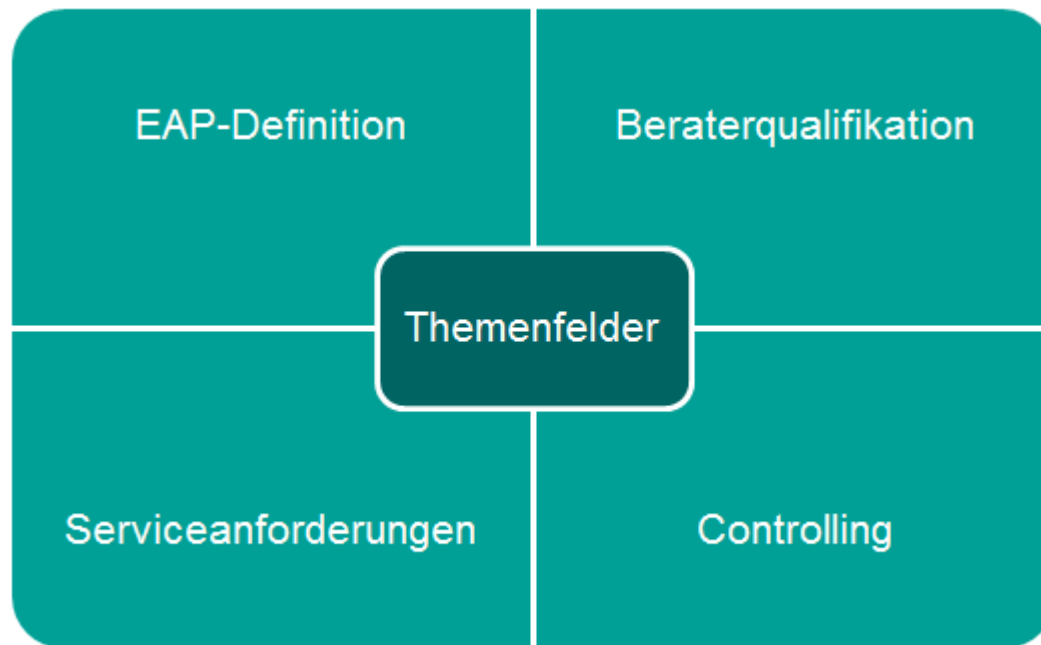 EAP-Definition
Beraterqualifikation
Themenfelder
Serviceanforderungen
Controlling